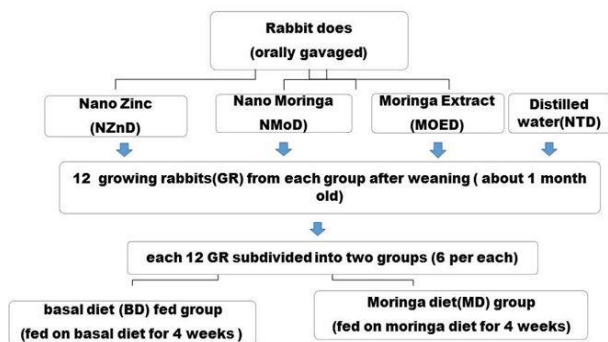 Rabbit does
(orally gavaged)
Nano Zinc
(NZnD)
Nano Moringa
NMoD)
Moringa Extract
(MOED)
Distilled
water(NTD)
12 growing rabbits(GR) from each group after weaning ( about 1 month
old)
each 12 GR subdivided into two groups (6 per each)
basal diet (BD) fed group
(fed on basal diet for 4 weeks )
Moringa diet(MD) group
(fed on moringa diet for 4 weeks)